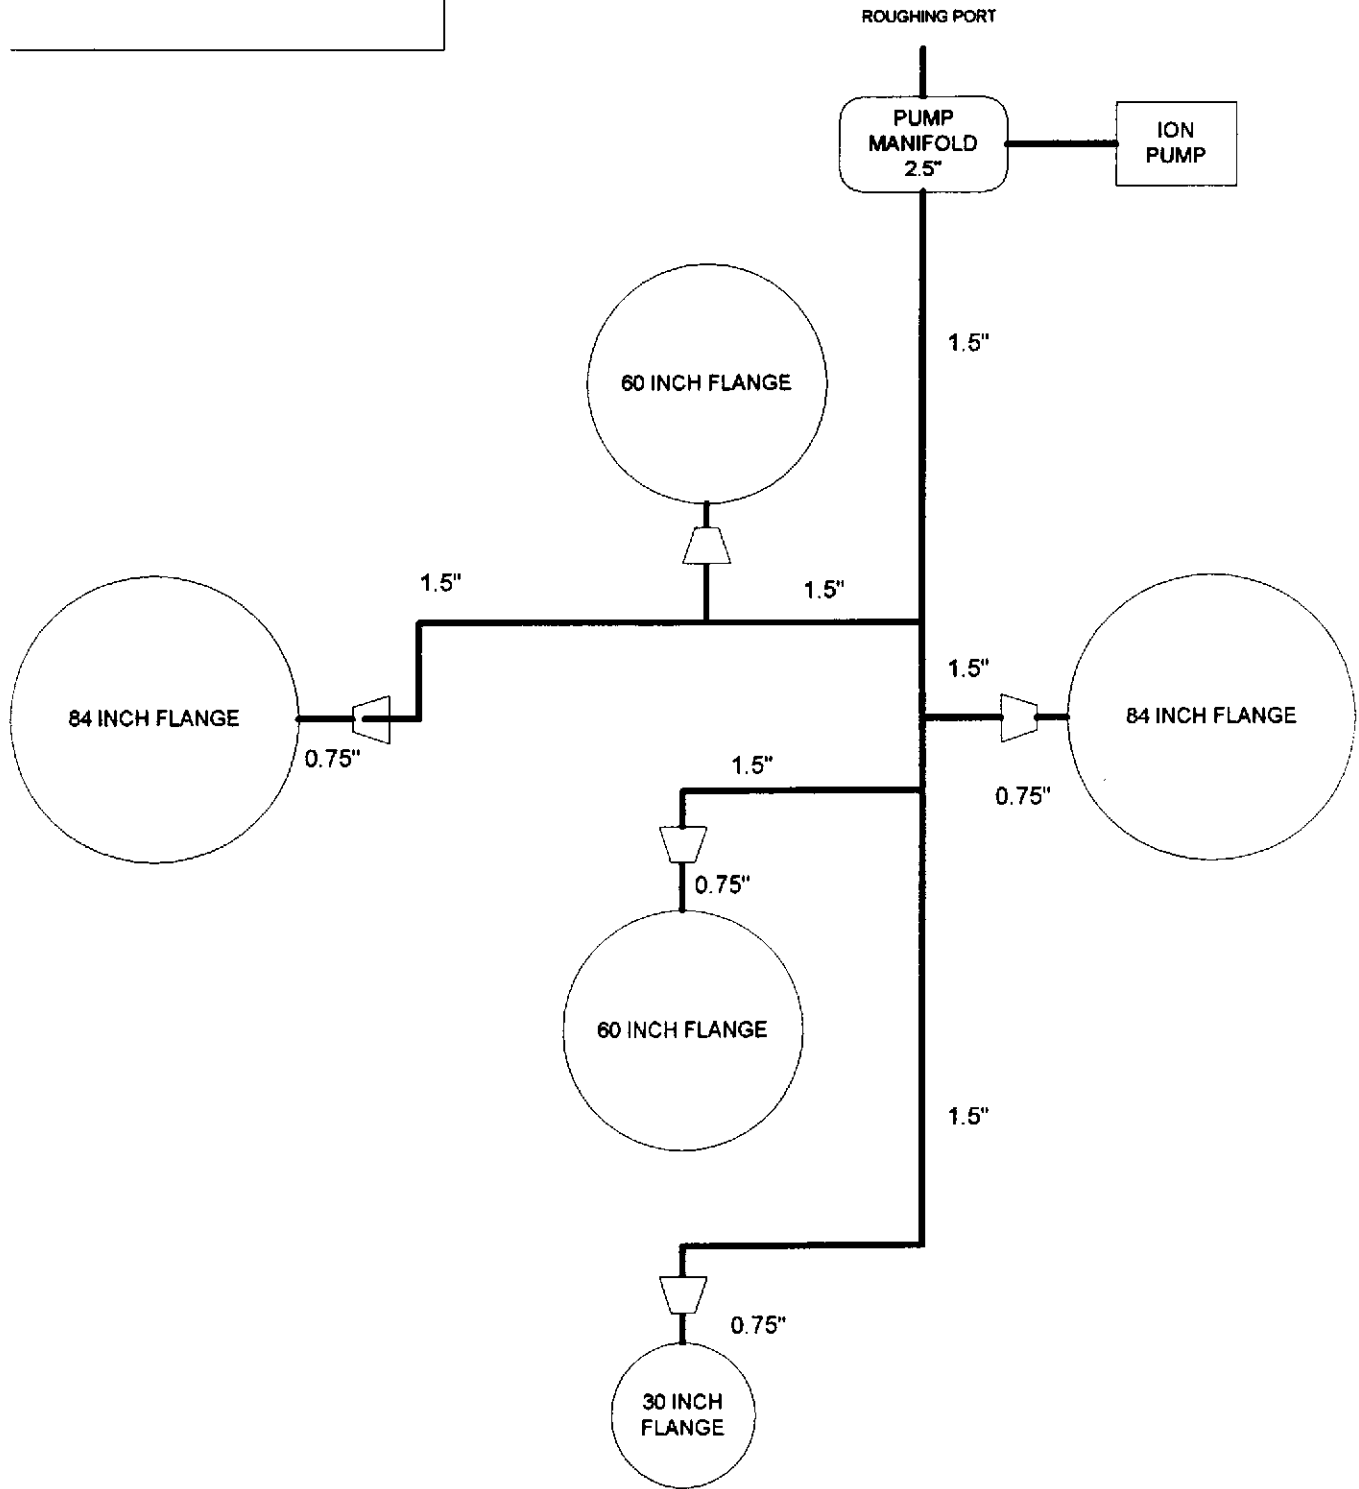 ROUGHING PORT
PUMP
MANIFOLD
2.5"
ION
PUMP
1.5"
60 INCH FLANGE
1.5"
1.5"
1.5"
84 INCH FLANGE
84 INCH FLANGE
0.75"
1.5"
0.75"
0.75"
60 INCH FLANGE
1.5"
0.75"
30 INCH
FLANGE